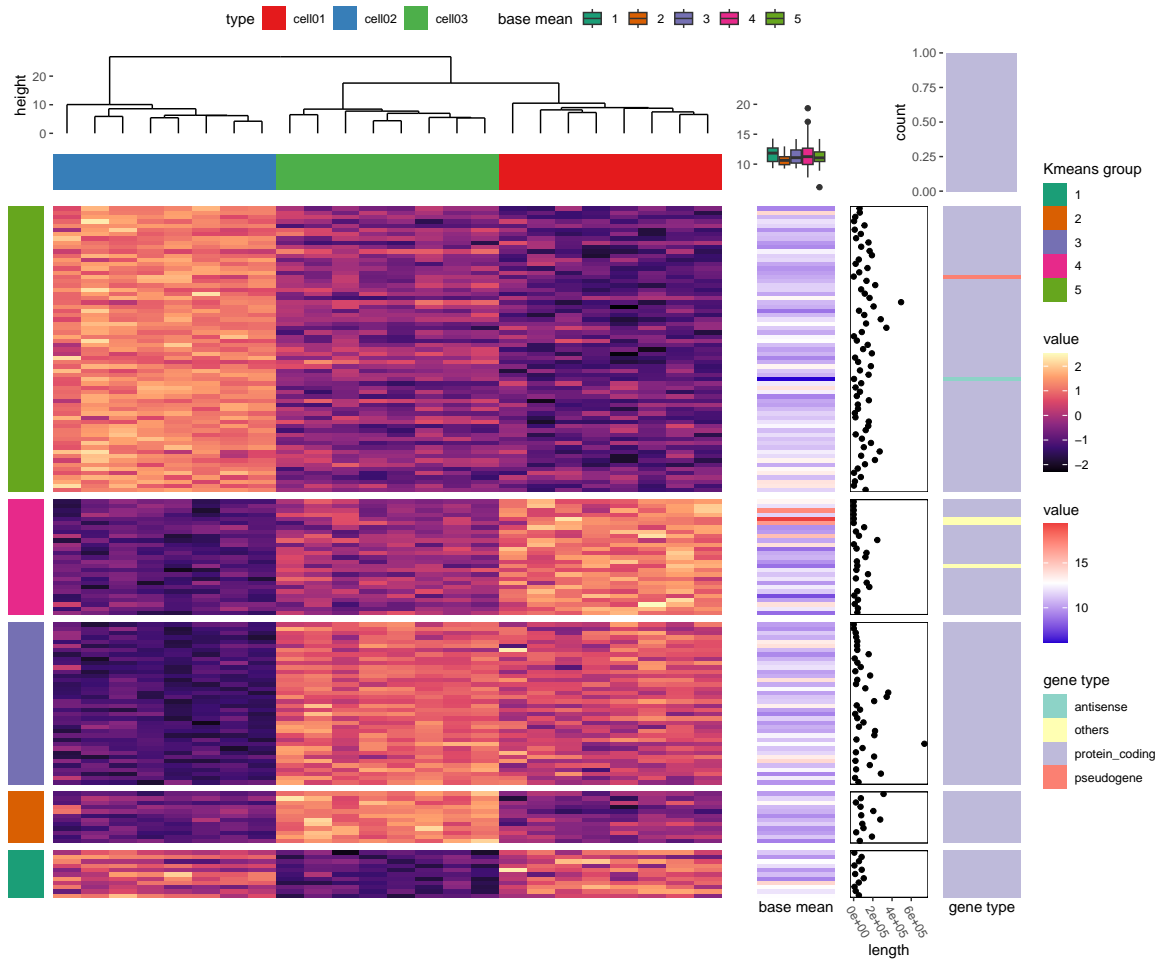 type cell01 cell02 cell03 base mean 1 2 3 4 5
height
20
10
0
20
15
10
count
1.00
0.75
0.50
0.25
0.00
Kmeans group
1
2
3
4
5
value
2
1
0
−1
−2
value
15
10
gene type
antisense
others
protein_coding
pseudogene
base mean
0e+00 2e+05 4e+05 6e+05
length
gene type